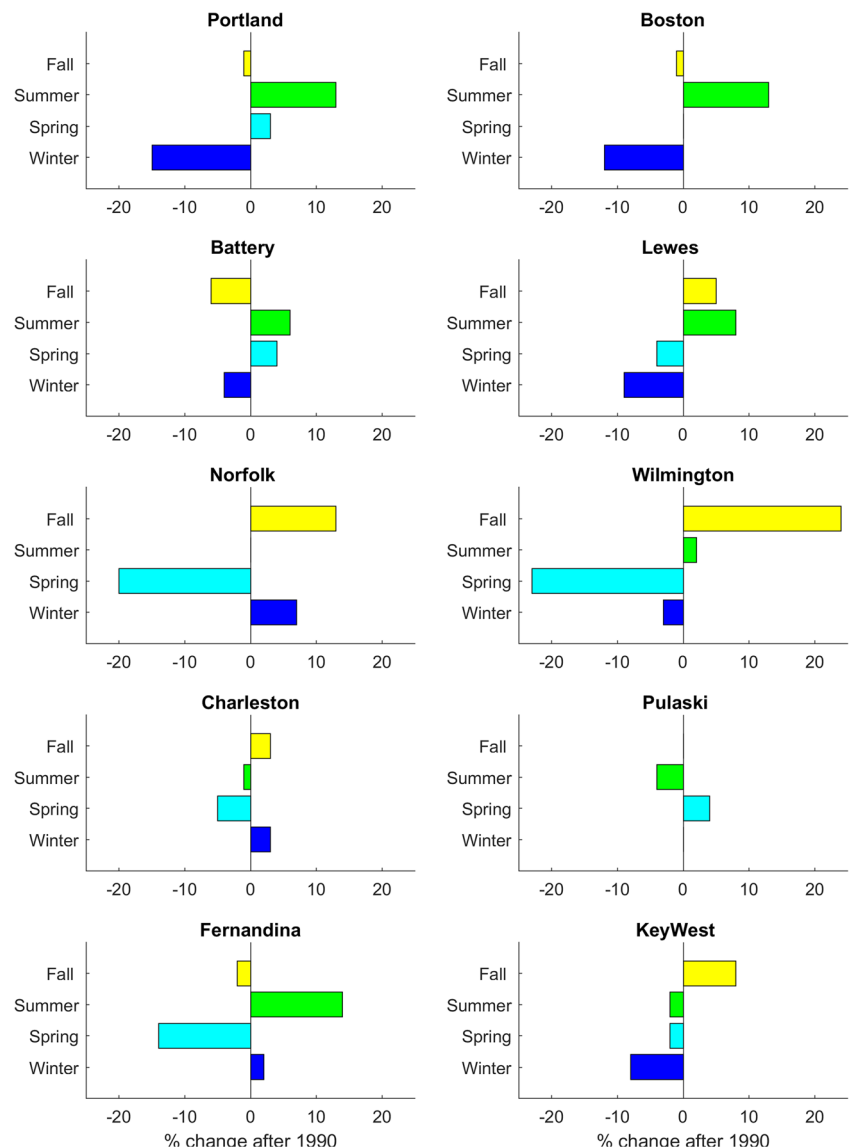 Portland Boston
Fall Fall
Summer Summer
Spring Spring
Winter Winter
-20 -10 0 10 20 -20 -10 0 10 20
Battery Lewes
Fall Fall
Summer Summer
Spring Spring
Winter Winter
-20 -10 0 10 20 -20 -10 0 10 20
Norfolk Wilmington
Fall Fall
Summer Summer
Spring Spring
Winter Winter
-20 -10 0 10 20 -20 -10 0 10 20
Charleston Pulaski
Fall Fall
Summer Summer
Spring Spring
Winter Winter
-20 -10 0 10 20 -20 -10 0 10 20
Fernandina KeyWest
Fall Fall
Summer Summer
Spring Spring
Winter Winter
-20 -10 0 10 20 -20 -10 0 10 20
% change after 1990 % change after 1990